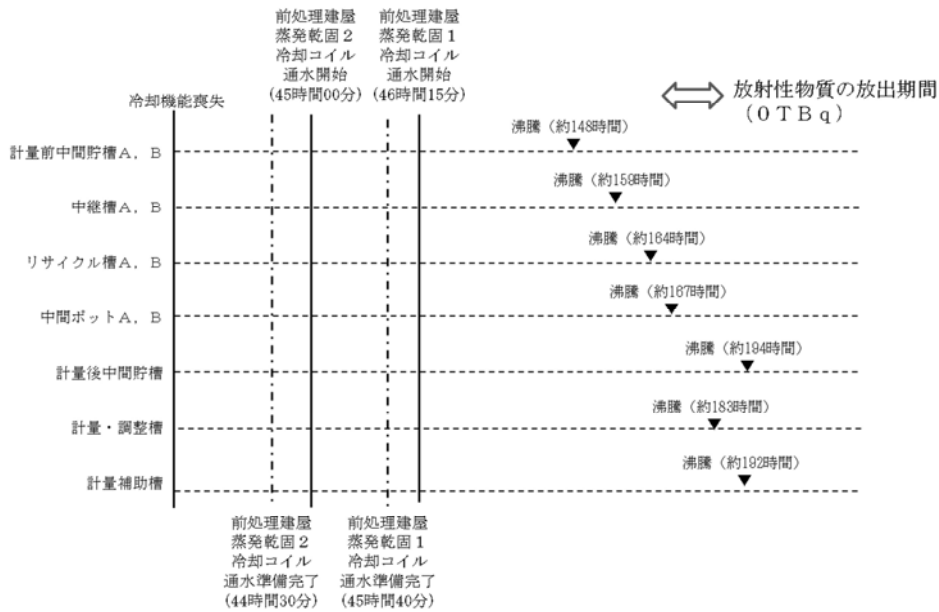 前処理建屋
蒸発乾固２
冷却コイル
通水開始
(45時間00分)
前処理建屋
蒸発乾固１
冷却コイル
通水開始
(46時間15分)
放射性物質の放出期間
(０ＴＢｑ)
冷却機能喪失
沸騰（約148時間）
計量前中間貯槽Ａ，Ｂ
沸騰（約159時間）
中継槽Ａ，Ｂ
沸騰（約164時間）
リサイクル槽Ａ，Ｂ
沸騰（約167時間）
中間ポットＡ，Ｂ
沸騰（約194時間）
計量後中間貯槽
沸騰（約183時間）
計量・調整槽
沸騰（約192時間）
計量補助槽
前処理建屋
蒸発乾固２
冷却コイル
通水準備完了
(44時間30分)
前処理建屋
蒸発乾固１
冷却コイル
通水準備完了
(45時間40分)